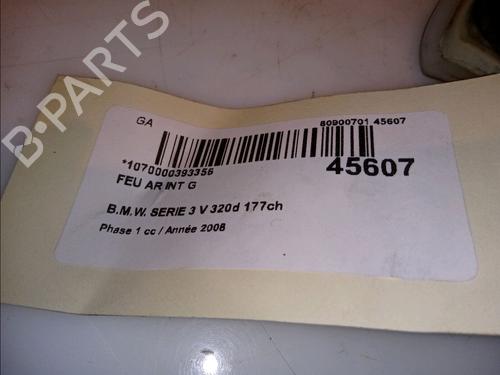 GA
80900701 45607
*1070000393356
45607
FEU AR INT G
B.M.W. SERIE 3 V 320d 177ch
Phase 1 cc / Année 2008
B-PARTS